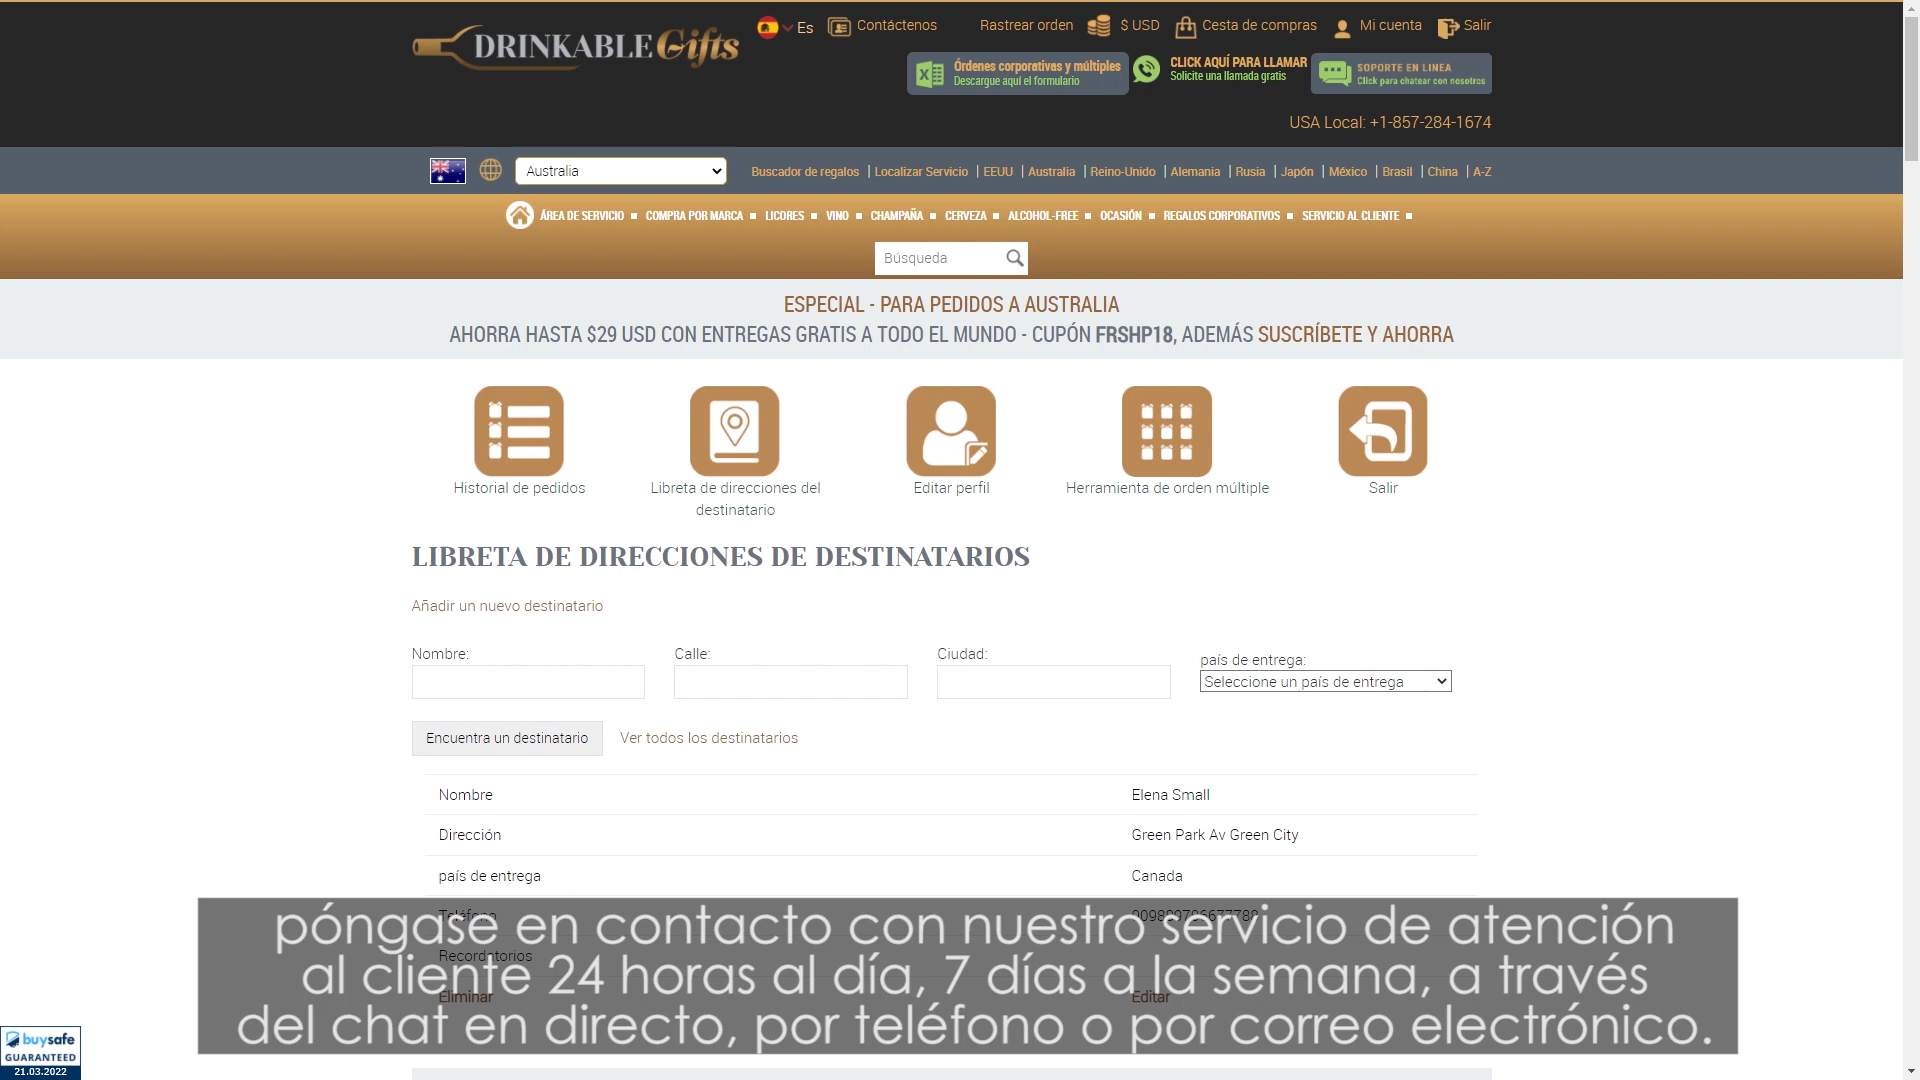 DRINKABLE Gifts
Es
Contáctenos
Rastrear orden
$ USD
Cesta de compras
Mi cuenta
Salir
Órdenes corporativas y múltiples
Descargue aquí el formulario
CLICK AQUÍ PARA LLAMAR
Solicite una llamada gratis
SOPORTE EN LINEA
Click para chatear con nosotros
USA Local: +1-857-284-1674
Australia
Buscador de regalos | Localizar Servicio | EEUU | Australia | Reino-Unido | Alemania | Rusia | Japón | México | Brasil | China | A-Z
ÁREA DE SERVICIO COMPRA POR MARCA LICORES VINO CHAMPAÑA CERVEZA ALCOHOL-FREE OCASIÓN REGALOS CORPORATIVOS SERVICIO AL CLIENTE
Búsqueda
ESPECIAL - PARA PEDIDOS A AUSTRALIA
AHORRA HASTA $29 USD CON ENTREGAS GRATIS A TODO EL MUNDO - CUPÓN FRSHP18, ADEMÁS SUSCRÍBETE Y AHORRA
Historial de pedidos
Libreta de direcciones del
destinatario
Editar perfil
Herramienta de orden múltiple
Salir
LIBRETA DE DIRECCIONES DE DESTINATARIOS
Añadir un nuevo destinatario
Nombre:
Calle:
Ciudad:
país de entrega:
Seleccione un país de entrega
Encuentra un destinatario
Ver todos los destinatarios
Nombre Elena Small
Dirección Green Park Av Green City
país de entrega Canada
Teléfono
Recordatorios
Eliminar Editar
póngase en contacto con nuestro servicio de atención
al cliente 24 horas al día, 7 días a la semana, a través
del chat en directo, por teléfono o por correo electrónico.
buysafe
GUARANTEED
21.03.2022